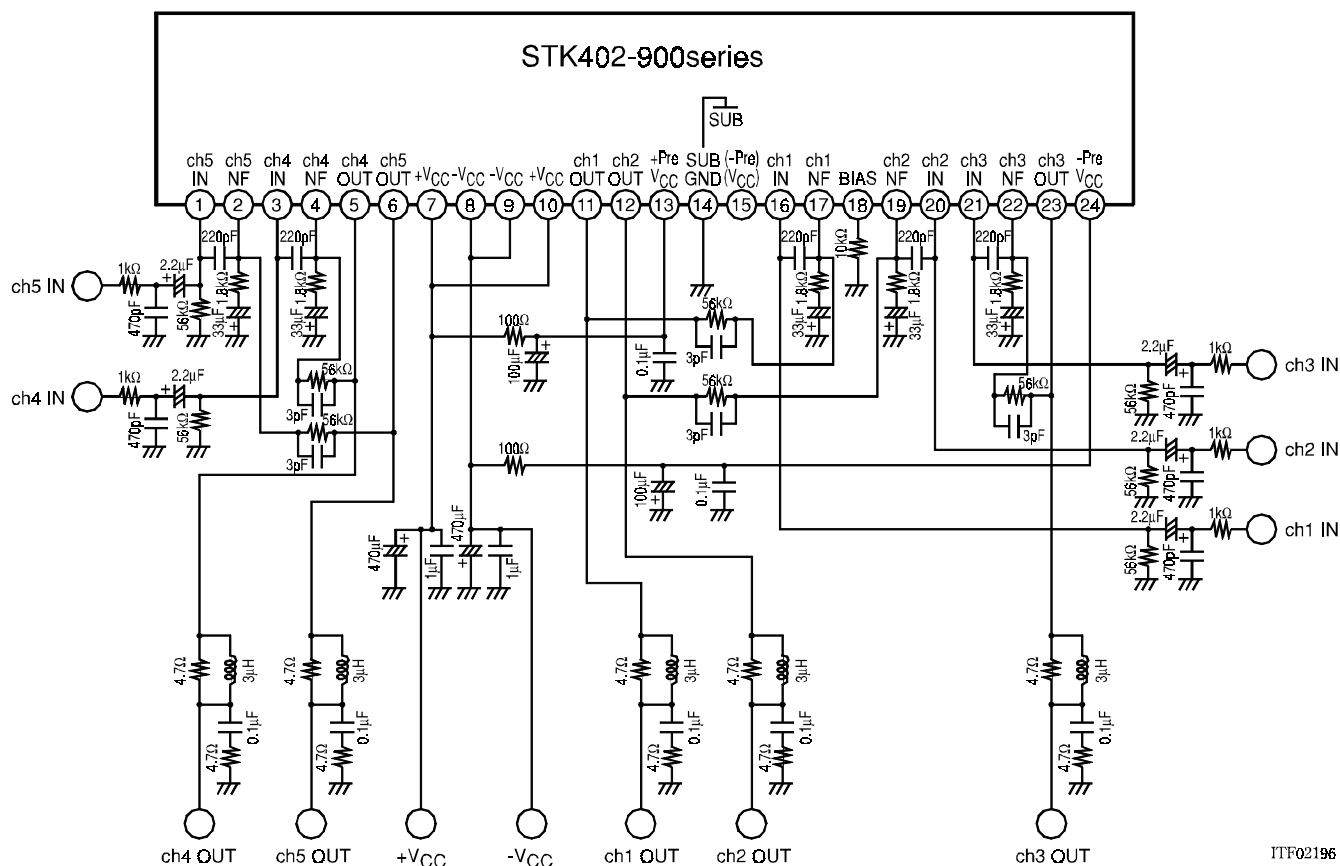 STK402-900series
SUB
ch5 IN
ch5 NF
ch4 IN
ch4 NF
ch4 OUT
ch5 OUT
+VCC
-VCC
-VCC
+VCC
ch1 OUT
ch2 OUT
+Pre VCC
SUB GND
(-Pre) (VCC)
ch1 IN
ch1 NF
BIAS
ch2 NF
ch2 IN
ch3 IN
ch3 NF
ch3 OUT
-Pre VCC
1 2 3 4 5 6 7 8 9 10 11 12 13 14 15 16 17 18 19 20 21 22 23 24
220pF
220pF
220pF
10kΩ
220pF
220pF
ch5 IN
1kΩ
2.2μF
+
470pF
56kΩ
1.8kΩ
33μF
+
1.8kΩ
33μF
+
1.8kΩ
33μF
+
1.8kΩ
33μF
+
1.8kΩ
33μF
+
100Ω
100μF
+
0.1μF
56kΩ
3pF
ch4 IN
1kΩ
2.2μF
+
470pF
56kΩ
56kΩ
3pF
56kΩ
3pF
56kΩ
3pF
56kΩ
3pF
2.2μF
+
1kΩ
ch3 IN
56kΩ
470pF
100Ω
100μF
+
0.1μF
2.2μF
+
1kΩ
ch2 IN
56kΩ
470pF
470μF
+
1μF
470μF
+
1μF
2.2μF
+
1kΩ
ch1 IN
56kΩ
470pF
4.7Ω
3μH
4.7Ω
3μH
4.7Ω
3μH
4.7Ω
3μH
4.7Ω
3μH
0.1μF
4.7Ω
0.1μF
4.7Ω
0.1μF
4.7Ω
0.1μF
4.7Ω
0.1μF
4.7Ω
ch4 OUT
ch5 OUT
+VCC
-VCC
ch1 OUT
ch2 OUT
ch3 OUT
ITF02196